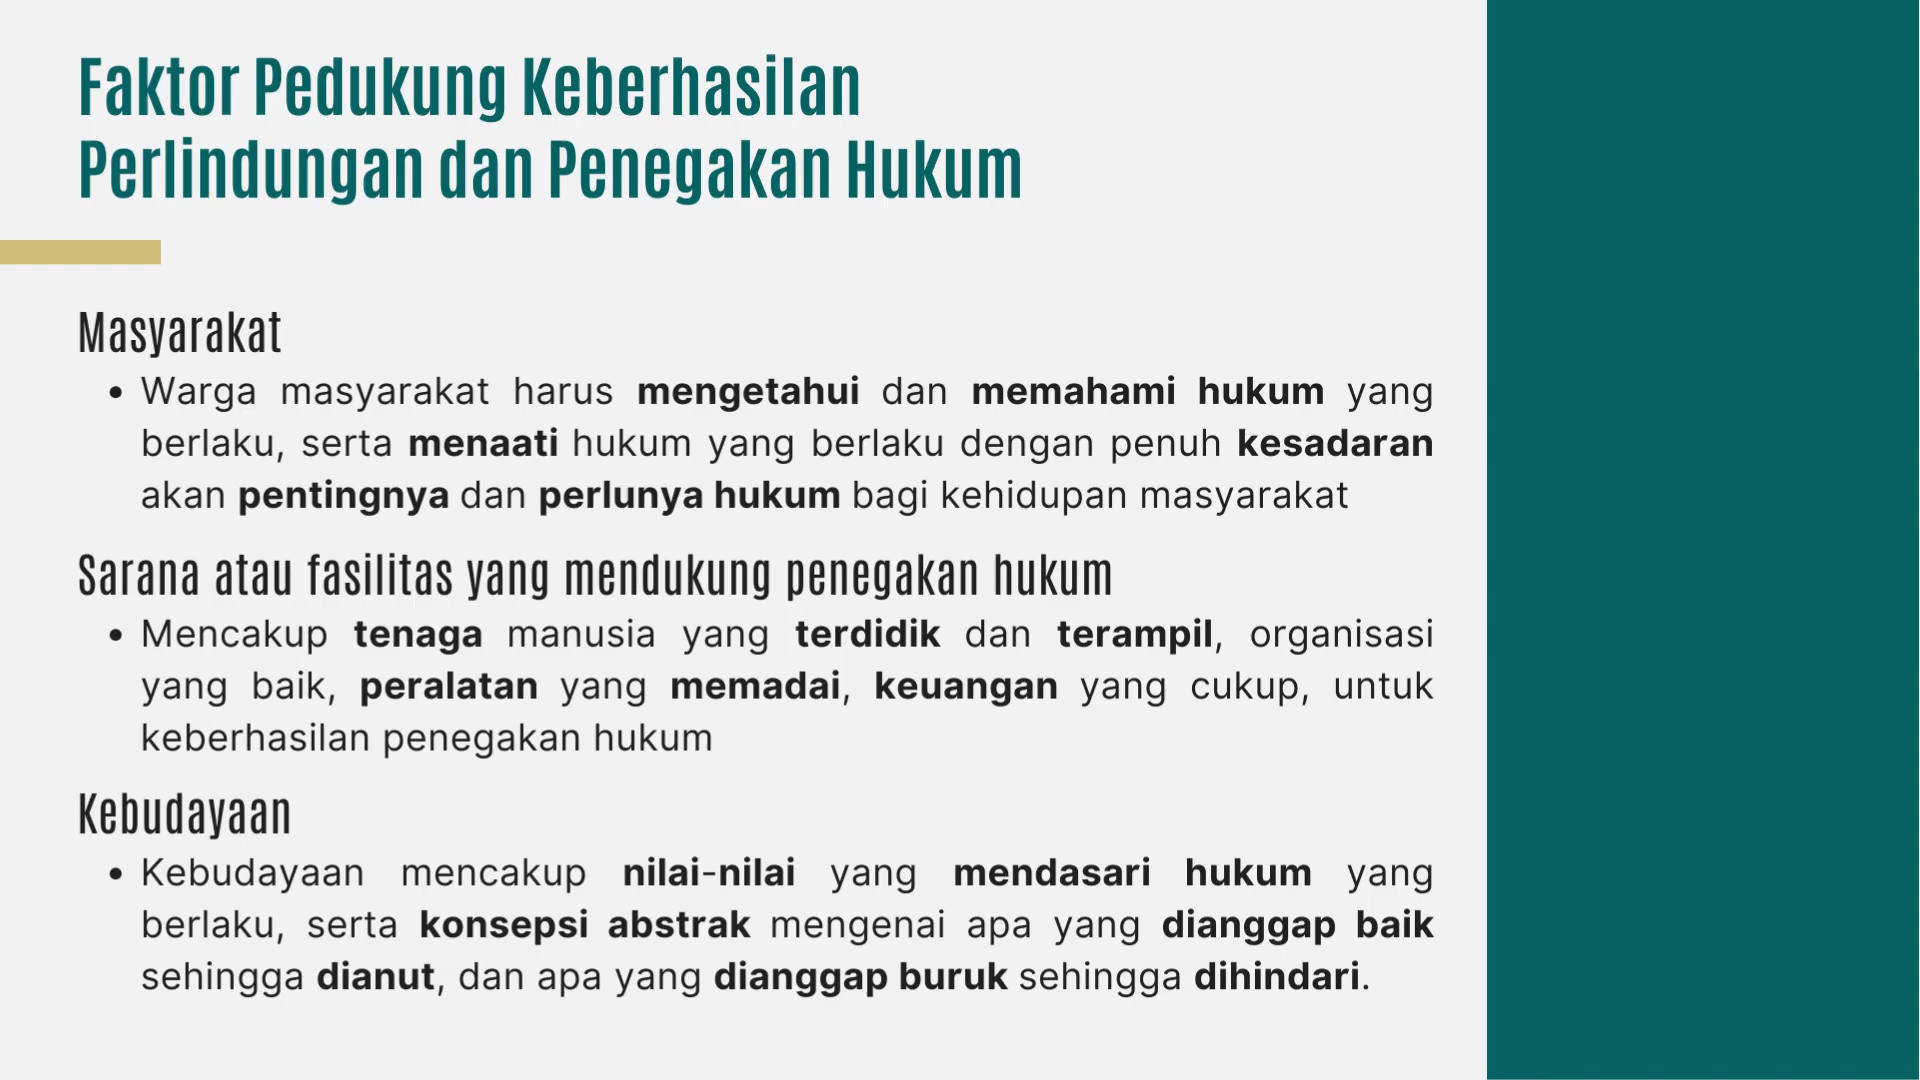 Faktor Pedukung Keberhasilan
Perlindungan dan Penegakan Hukum
Masyarakat
• Warga masyarakat harus mengetahui dan memahami hukum yang
berlaku, serta menaati hukum yang berlaku dengan penuh kesadaran
akan pentingnya dan perlunya hukum bagi kehidupan masyarakat
Sarana atau fasilitas yang mendukung penegakan hukum
• Mencakup tenaga manusia yang terdidik dan terampil, organisasi
yang baik, peralatan yang memadai, keuangan yang cukup, untuk
keberhasilan penegakan hukum
Kebudayaan
• Kebudayaan mencakup nilai-nilai yang mendasari hukum yang
berlaku, serta konsepsi abstrak mengenai apa yang dianggap baik
sehingga dianut, dan apa yang dianggap buruk sehingga dihindari.